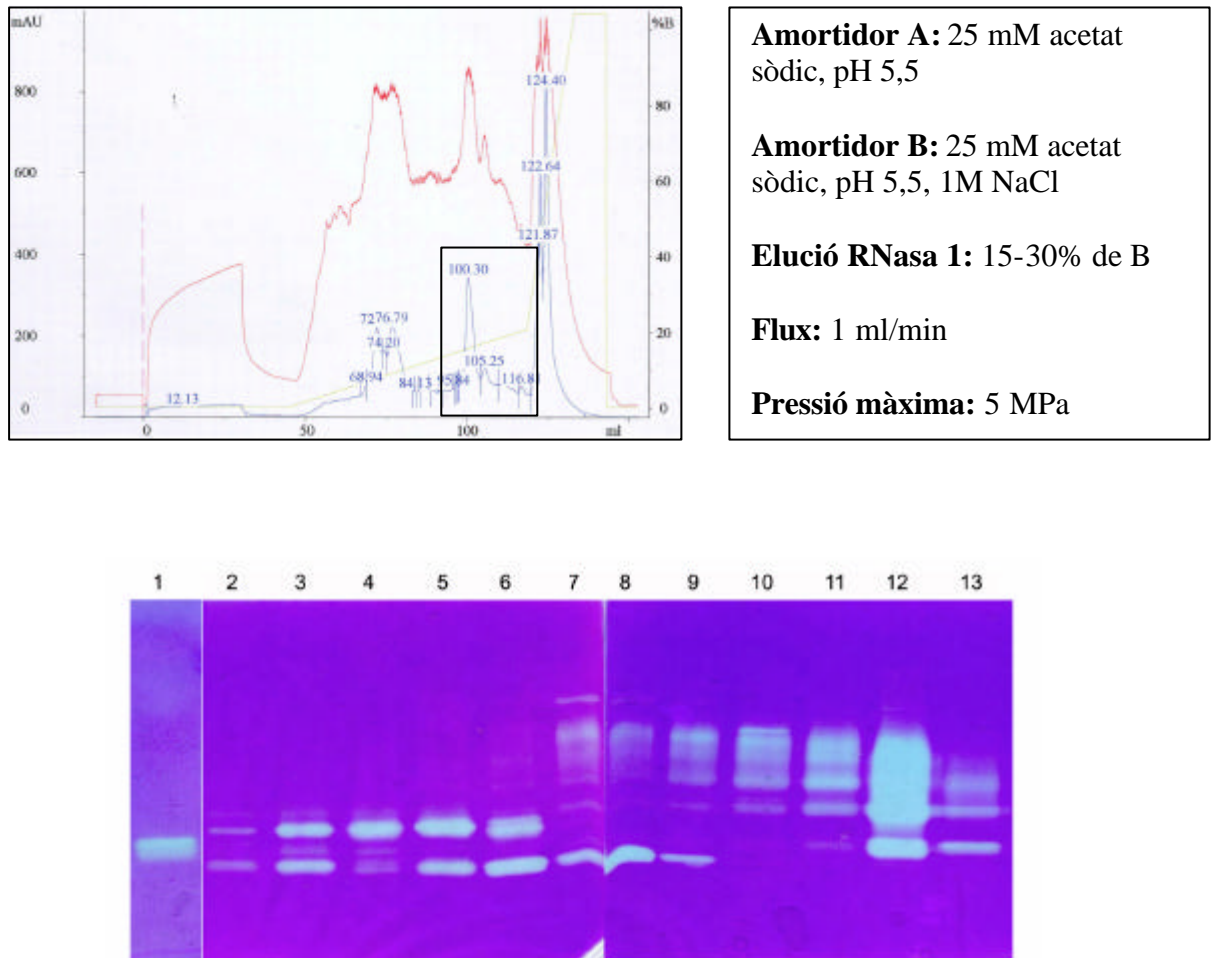 mAU
%B
800
600
400
200
0
80
60
40
20
0
124.40
122.64
121.87
100.30
7276.79
74.20
68.94
84.13
95.84
105.25
116.81
12.13
0 50 100 ml
Amortidor A: 25 mM acetat
sòdic, pH 5,5
Amortidor B: 25 mM acetat
sòdic, pH 5,5, 1M NaCl
Elució RNasa 1: 15-30% de B
Flux: 1 ml/min
Pressió màxima: 5 MPa
1 2 3 4 5 6 7 8 9 10 11 12 13